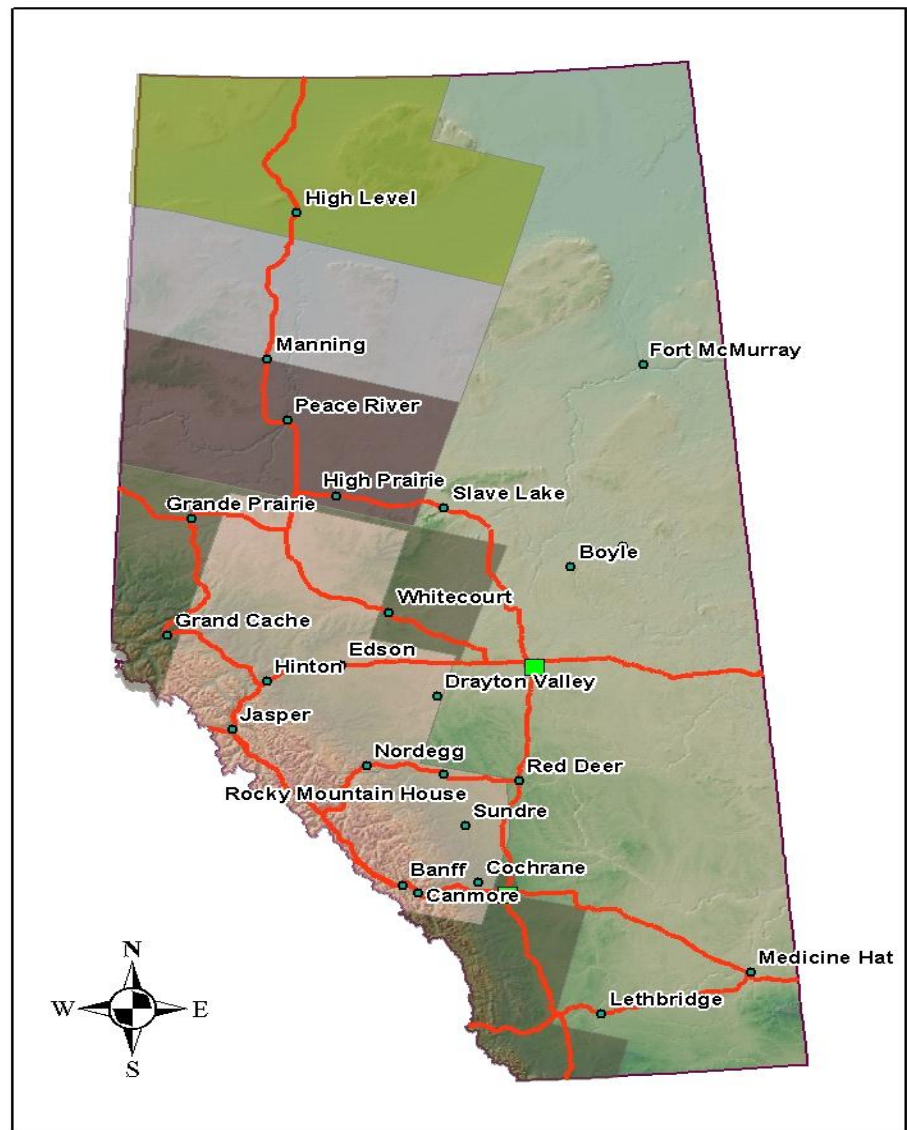 High Level
Manning
Fort McMurray
Peace River
High Prairie
Slave Lake
Grande Prairie
Boyle
Whitecourt
Grand Cache
Edson
Hinton
Drayton Valley
Jasper
Nordegg
Red Deer
Rocky Mountain House
Sundre
Banff
Cochrane
Canmore
Medicine Hat
Lethbridge
N
W
E
S